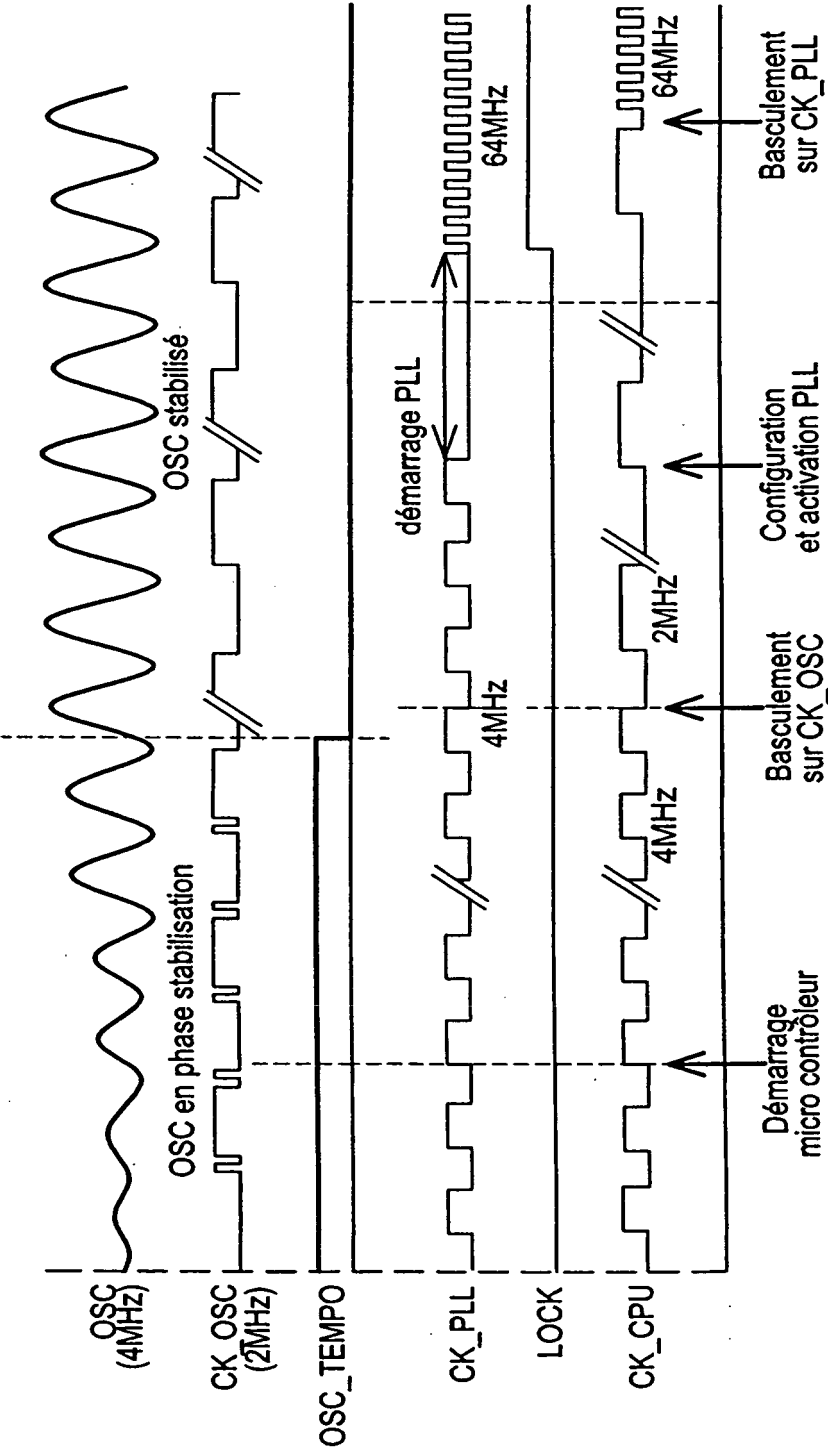 OSC
(4MHz)
OSC en phase stabilisation
OSC stabilisé
CK_OSC
(2MHz)
OSC_TEMPO
démarrage PLL
CK_PLL
4MHz
64MHz
LOCK
CK_CPU
4MHz
2MHz
64MHz
Démarrage
micro contrôleur
Basculement
sur CK_OSC
Configuration
et activation PLL
Basculement
sur CK_PLL